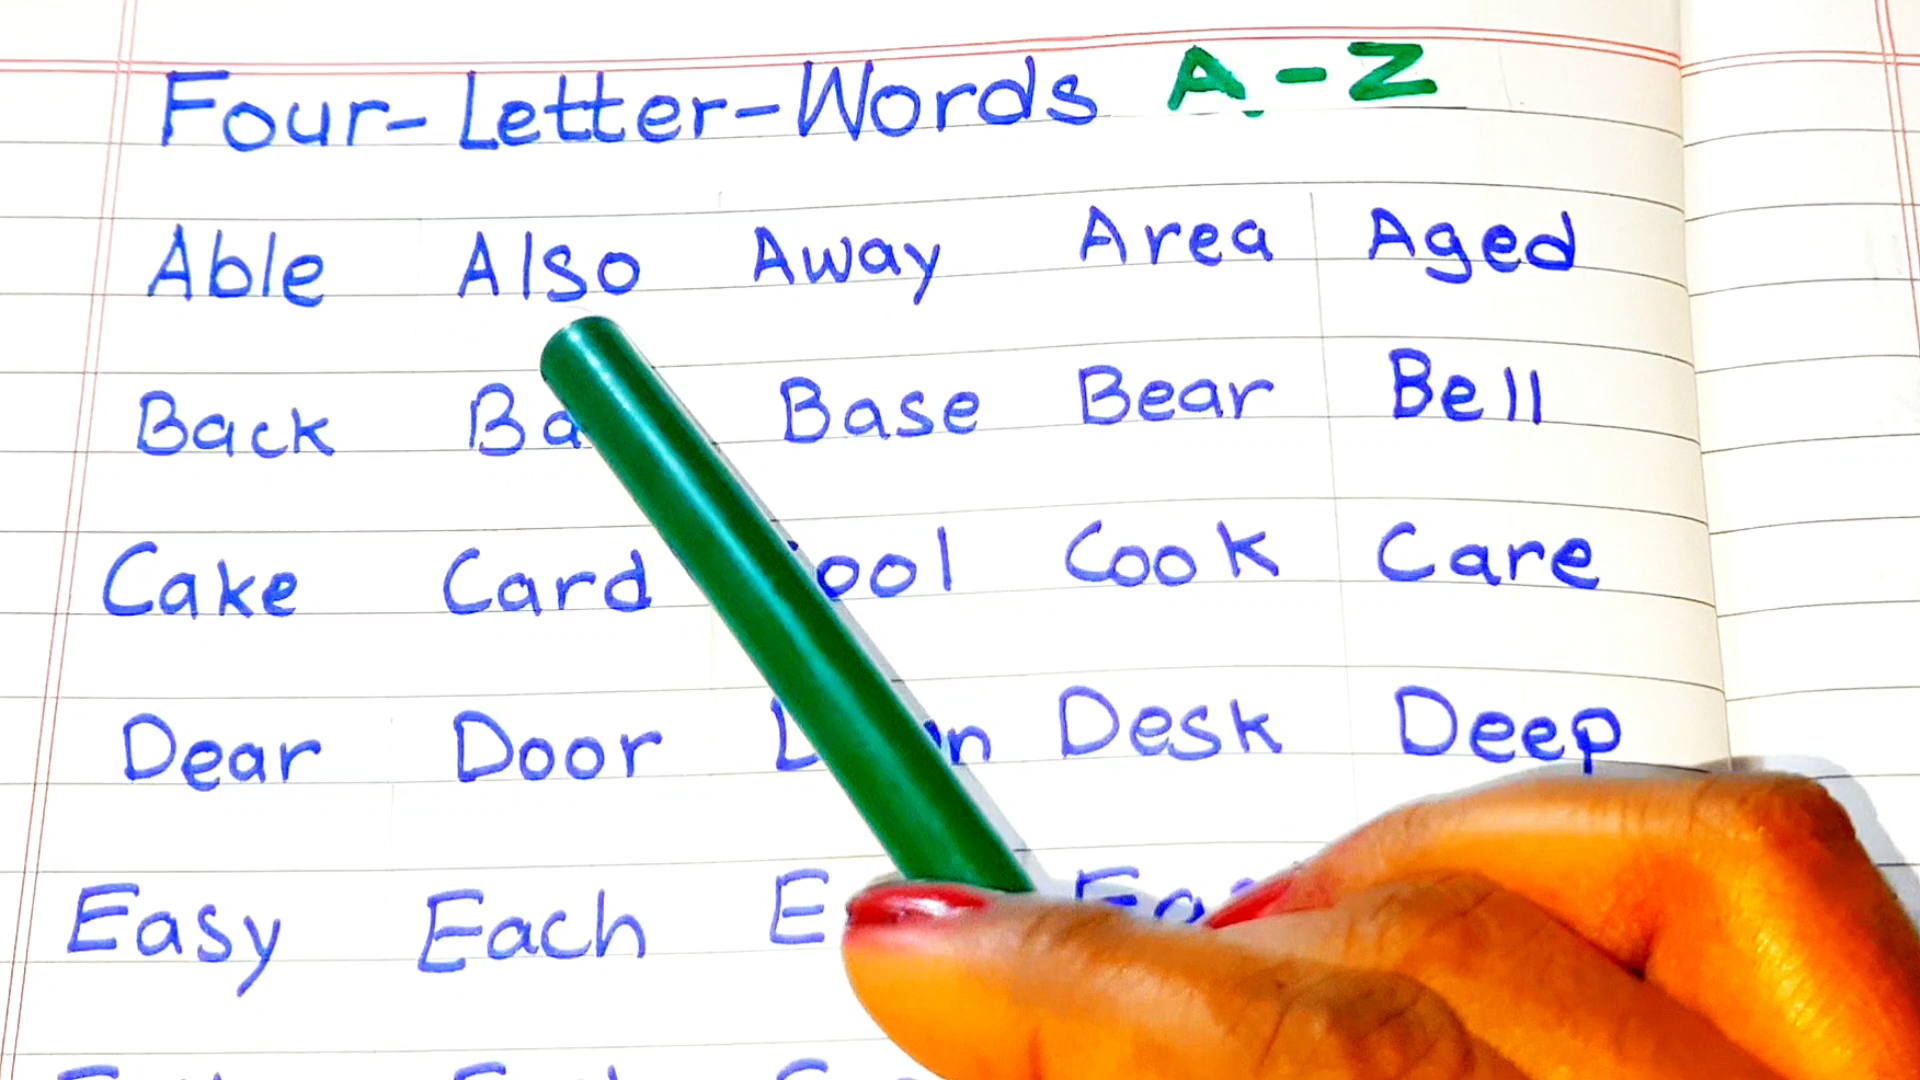 Four-Letter-Words A-Z
Able Also Away Area Aged
Back Base Bear Bell
Cake Card Cook Care
Dear Door Desk Deep
Easy Each